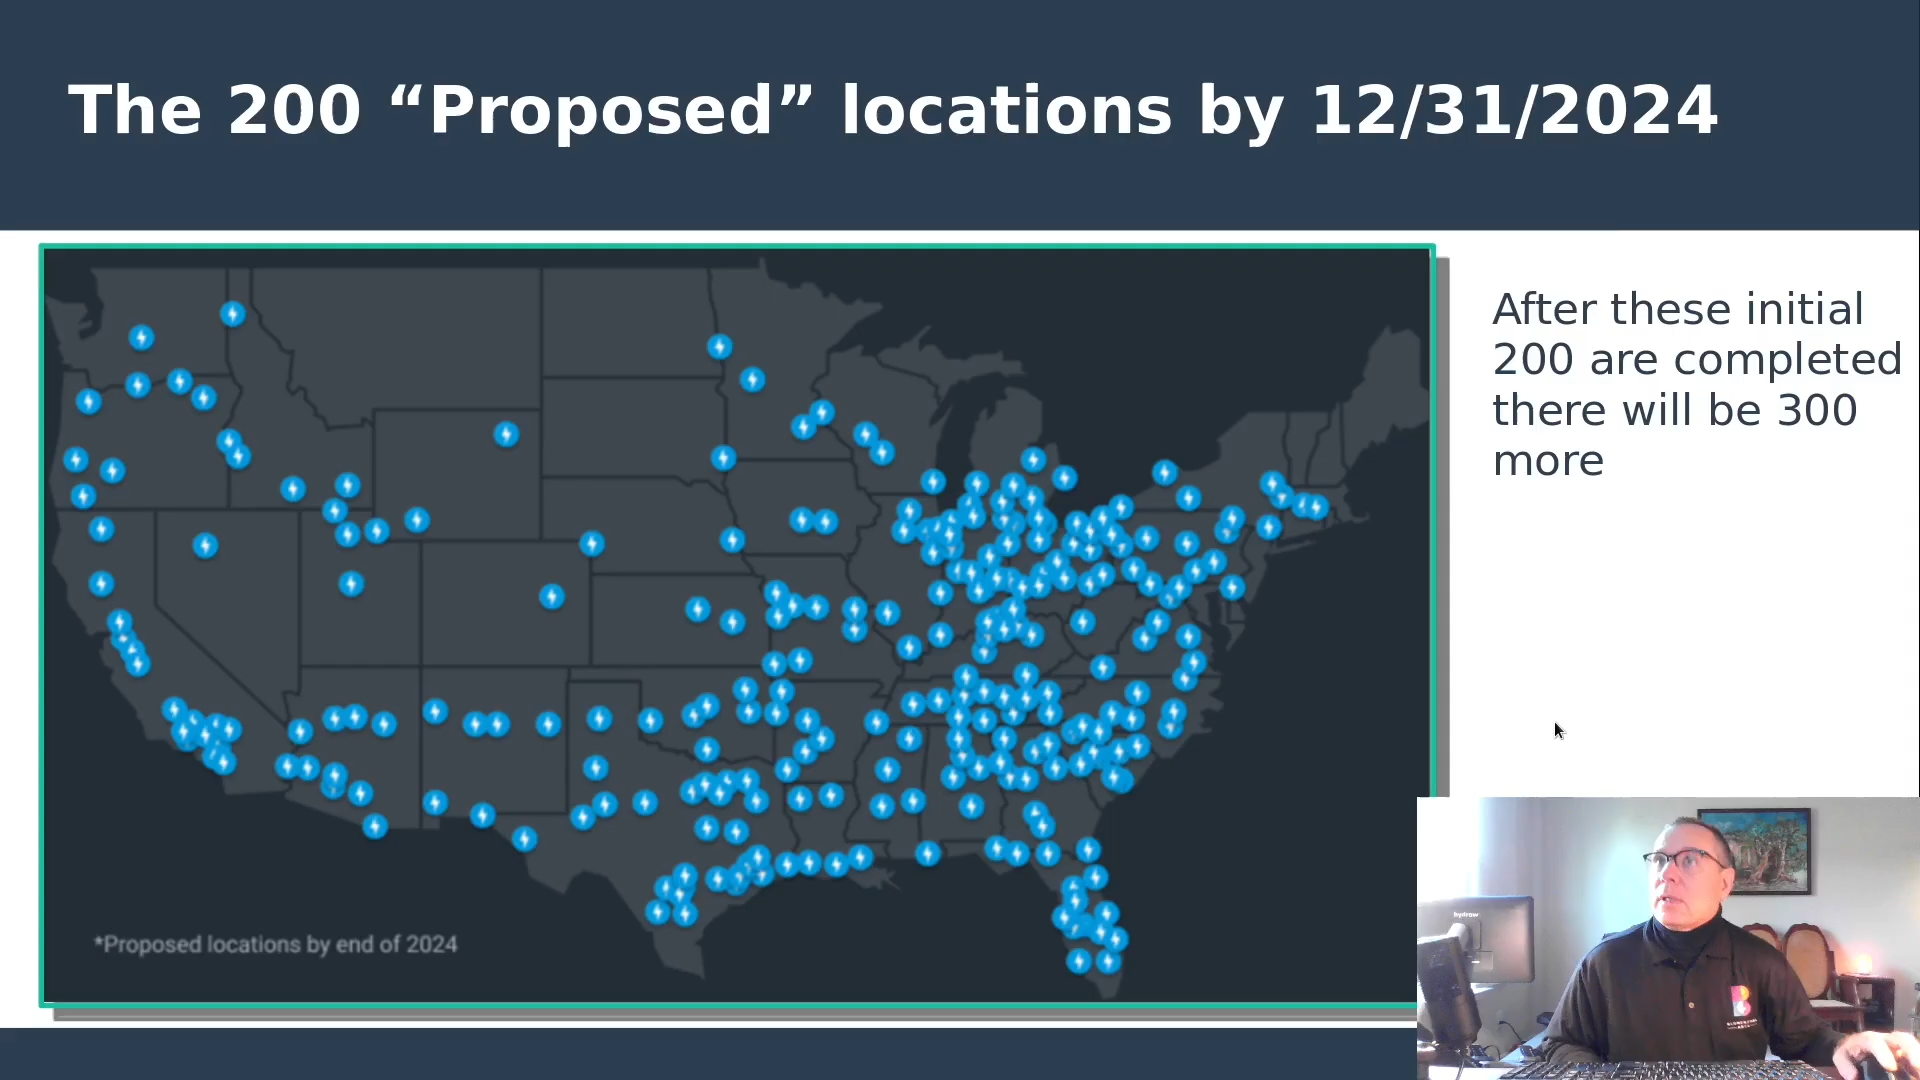 The 200 “Proposed” locations by 12/31/2024
After these initial
200 are completed
there will be 300
more
*Proposed locations by end of 2024